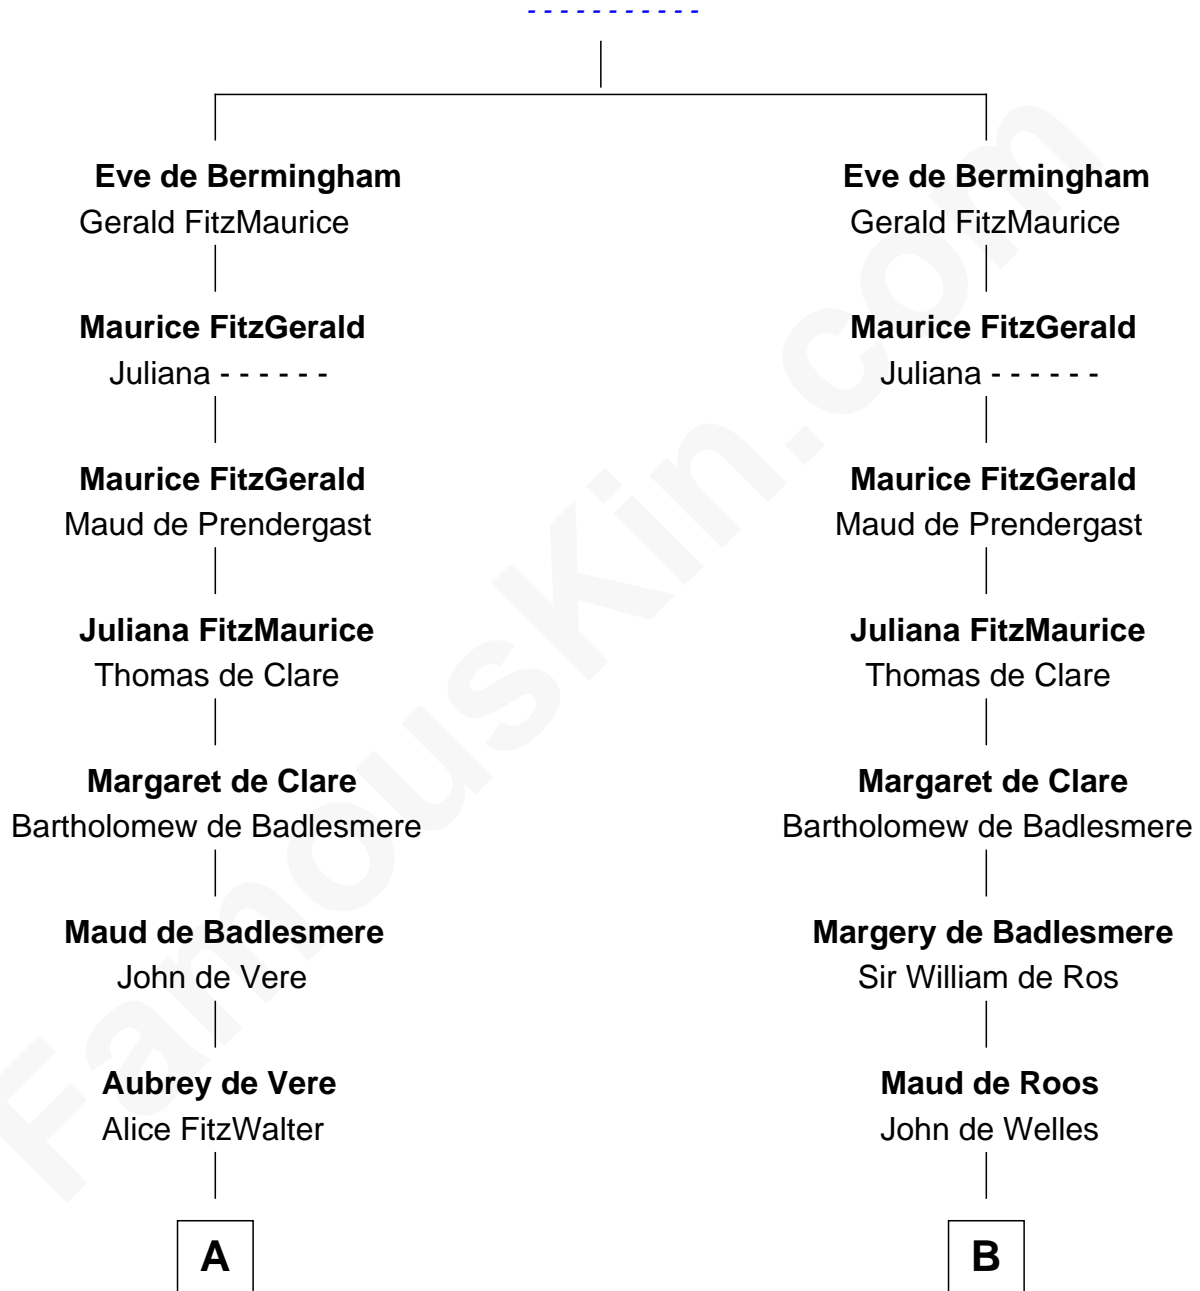 - - - - - - - - - - -
Eve de Bermingham
Gerald FitzMaurice
Maurice FitzGerald
Juliana - - - - - -
Maurice FitzGerald
Maud de Prendergast
Juliana FitzMaurice
Thomas de Clare
Margaret de Clare
Bartholomew de Badlesmere
Maud de Badlesmere
John de Vere
Aubrey de Vere
Alice FitzWalter
A
Eve de Bermingham
Gerald FitzMaurice
Maurice FitzGerald
Juliana - - - - - -
Maurice FitzGerald
Maud de Prendergast
Juliana FitzMaurice
Thomas de Clare
Margaret de Clare
Bartholomew de Badlesmere
Margery de Badlesmere
Sir William de Ros
Maud de Roos
John de Welles
B
FamousKin.com